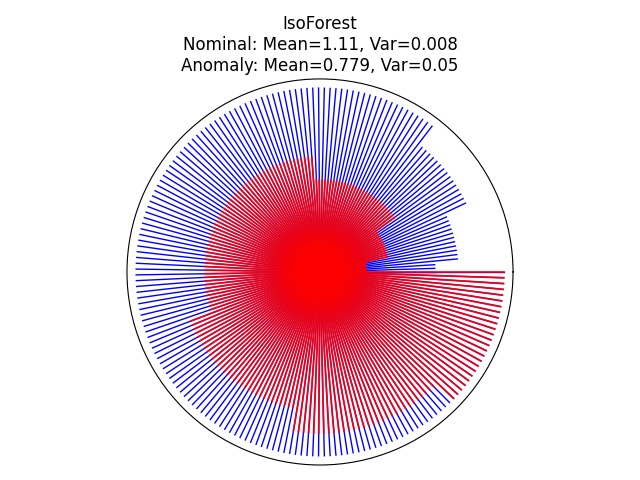 IsoForest
Nominal: Mean=1.11, Var=0.008
Anomaly: Mean=0.779, Var=0.05